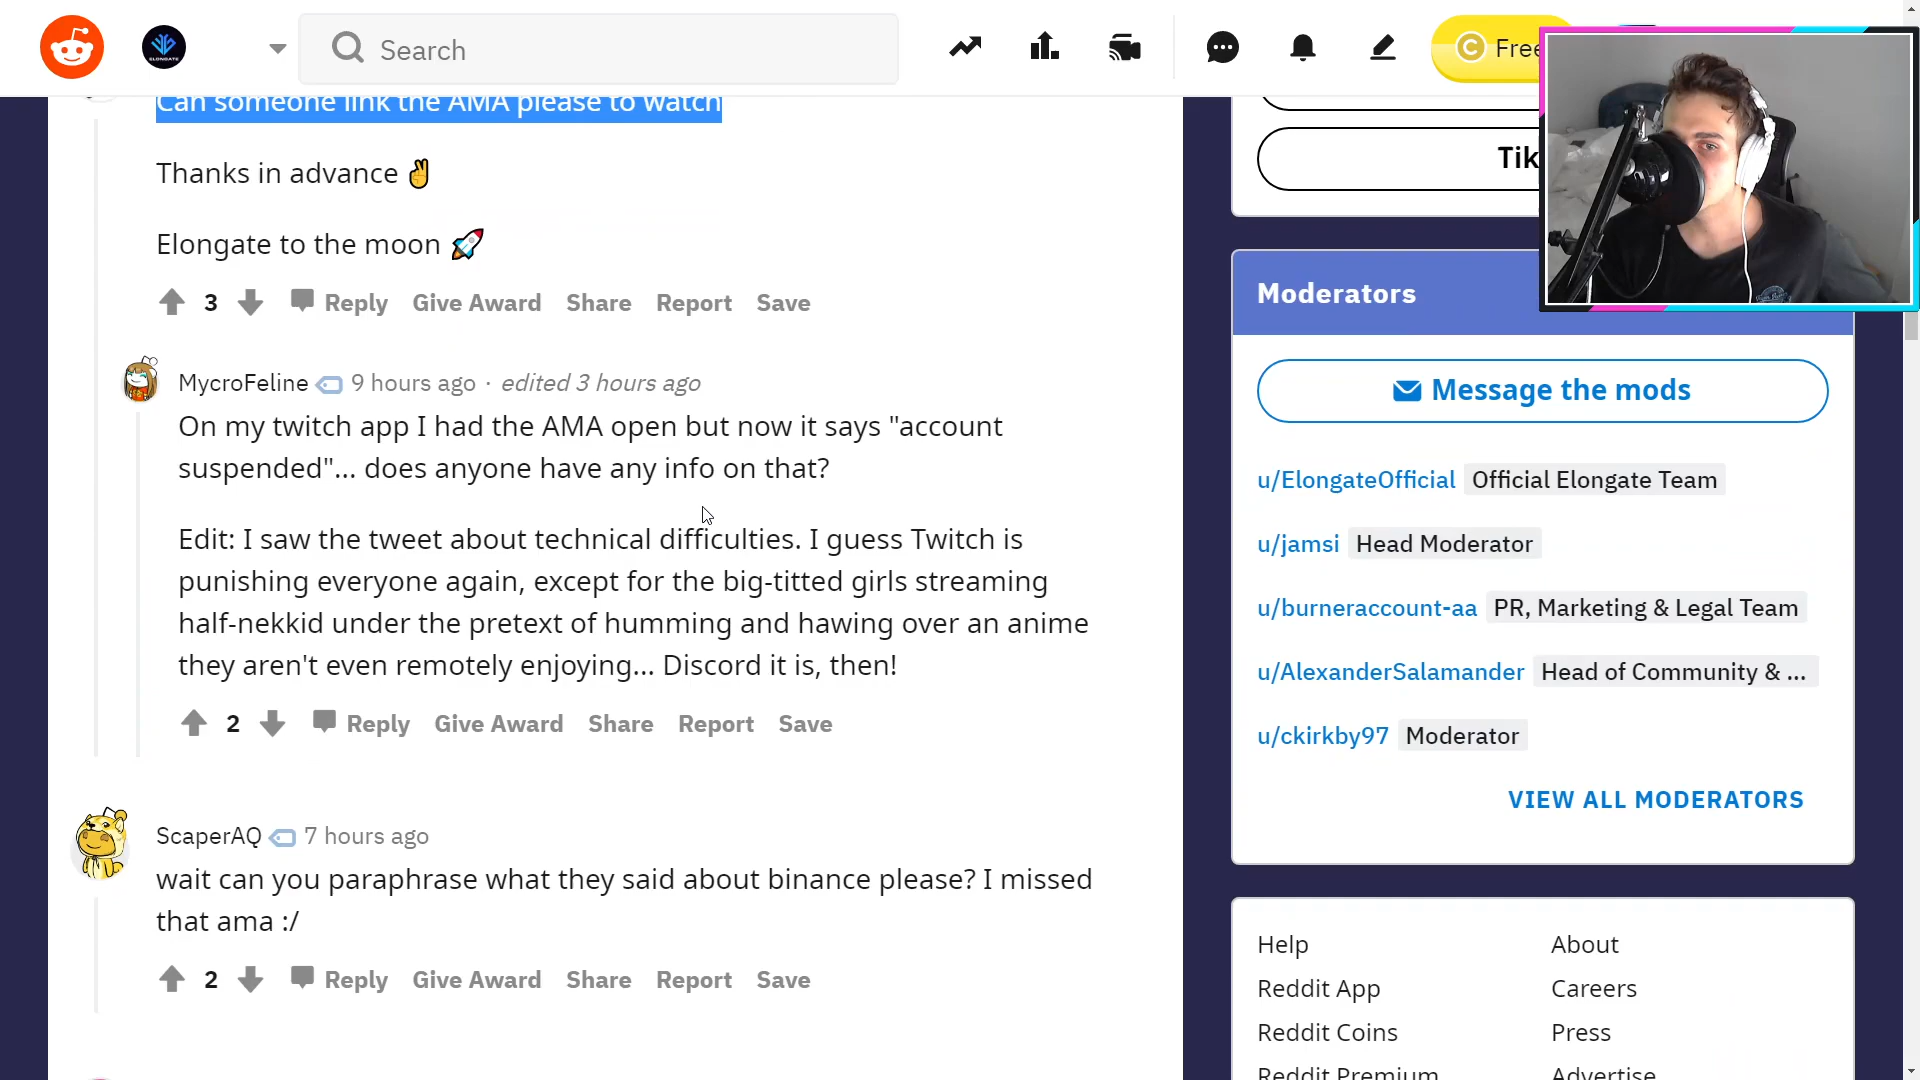 ELONGATE
Search
Free
Can someone link the AMA please to watch
Thanks in advance ✌
Elongate to the moon 🚀
3 Reply Give Award Share Report Save
MycroFeline 9 hours ago · edited 3 hours ago
On my twitch app I had the AMA open but now it says "account
suspended"... does anyone have any info on that?
Edit: I saw the tweet about technical difficulties. I guess Twitch is
punishing everyone again, except for the big-titted girls streaming
half-nekkid under the pretext of humming and hawing over an anime
they aren't even remotely enjoying... Discord it is, then!
2 Reply Give Award Share Report Save
ScaperAQ 7 hours ago
wait can you paraphrase what they said about binance please? I missed
that ama :/
2 Reply Give Award Share Report Save
Tik
Moderators
Message the mods
u/ElongateOfficial Official Elongate Team
u/jamsi Head Moderator
u/burneraccount-aa PR, Marketing & Legal Team
u/AlexanderSalamander Head of Community & ...
u/ckirkby97 Moderator
VIEW ALL MODERATORS
Help About
Reddit App Careers
Reddit Coins Press
Reddit Premium Advertise